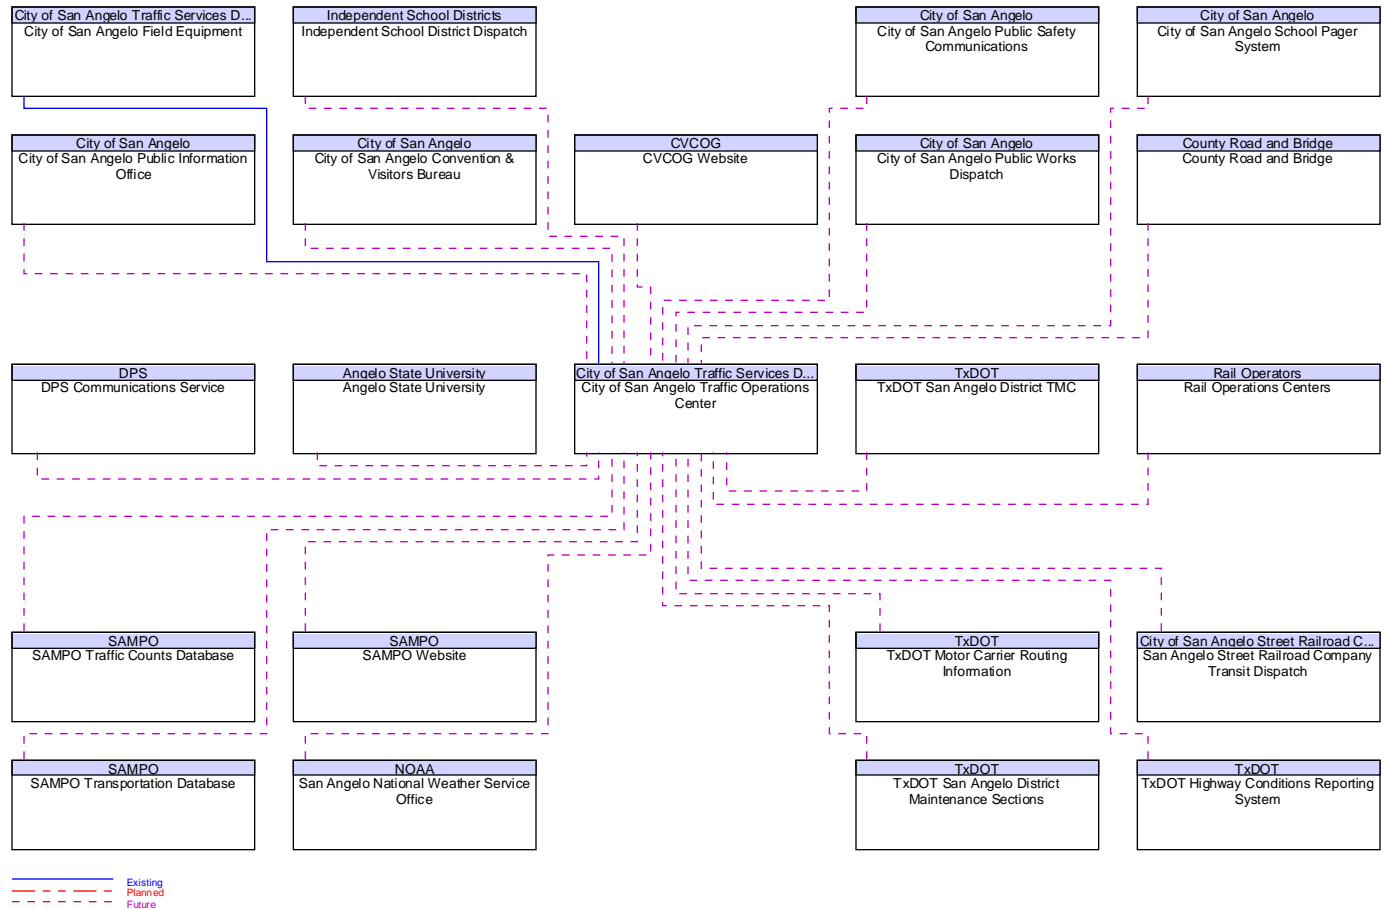 City of San Angelo Traffic Services D...
City of San Angelo Field Equipment
Independent School Districts
Independent School District Dispatch
City of San Angelo
City of San Angelo Public Safety
Communications
City of San Angelo
City of San Angelo School Pager
System
City of San Angelo
City of San Angelo Public Information
Office
City of San Angelo
City of San Angelo Convention &
Visitors Bureau
CVCOG
CVCOG Website
City of San Angelo
City of San Angelo Public Works
Dispatch
County Road and Bridge
County Road and Bridge
DPS
DPS Communications Service
Angelo State University
Angelo State University
City of San Angelo Traffic Services D...
City of San Angelo Traffic Operations
Center
TxDOT
TxDOT San Angelo District TMC
Rail Operators
Rail Operations Centers
SAMPO
SAMPO Traffic Counts Database
SAMPO
SAMPO Website
TxDOT
TxDOT Motor Carrier Routing
Information
City of San Angelo Street Railroad C...
San Angelo Street Railroad Company
Transit Dispatch
SAMPO
SAMPO Transportation Database
NOAA
San Angelo National Weather Service
Office
TxDOT
TxDOT San Angelo District
Maintenance Sections
TxDOT
TxDOT Highway Conditions Reporting
System
Existing
Planned
Future